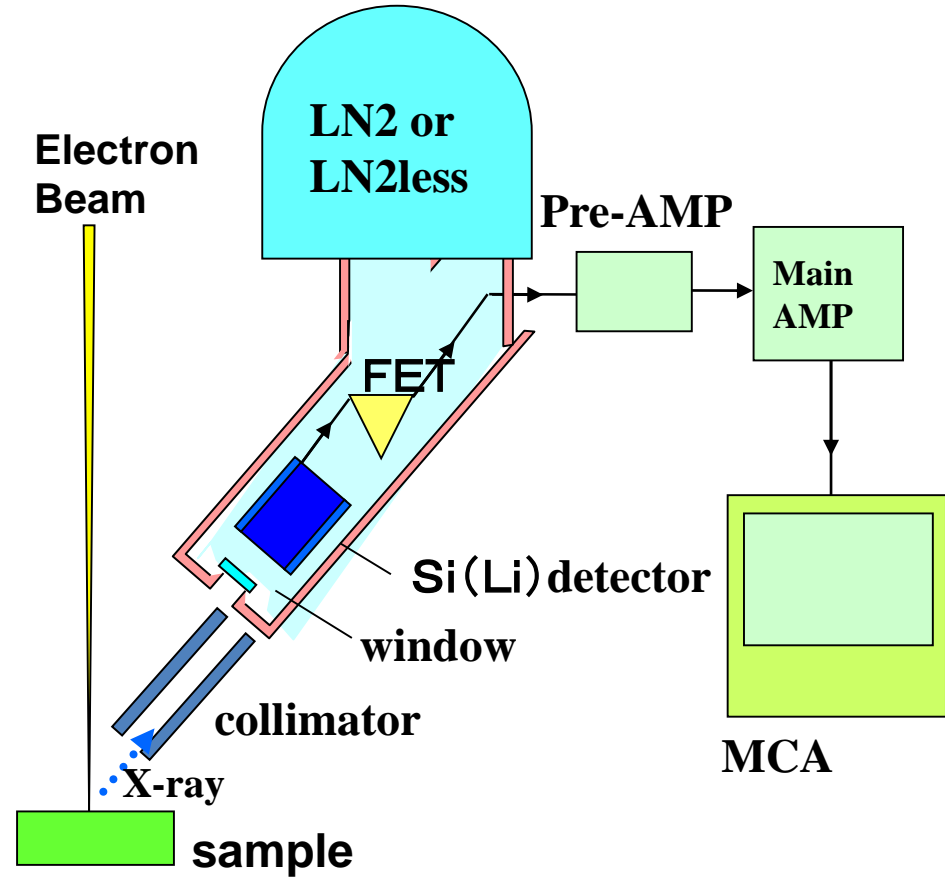 LN2 or
LN2less
Electron
Beam
Pre-AMP
Main
AMP
FET
Si(Li)detector
window
collimator
X-ray
MCA
sample